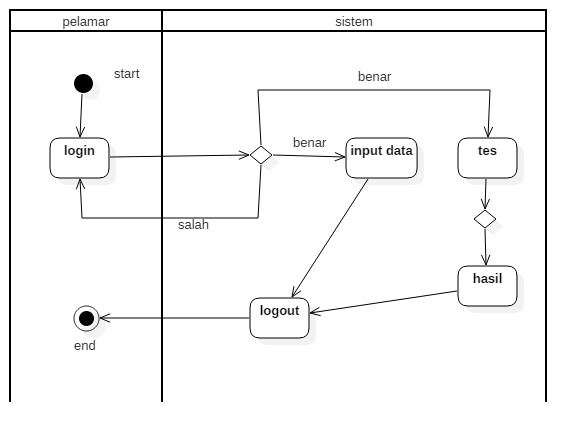 pelamar
sistem
start
benar
login
benar
input data
tes
salah
hasil
logout
end